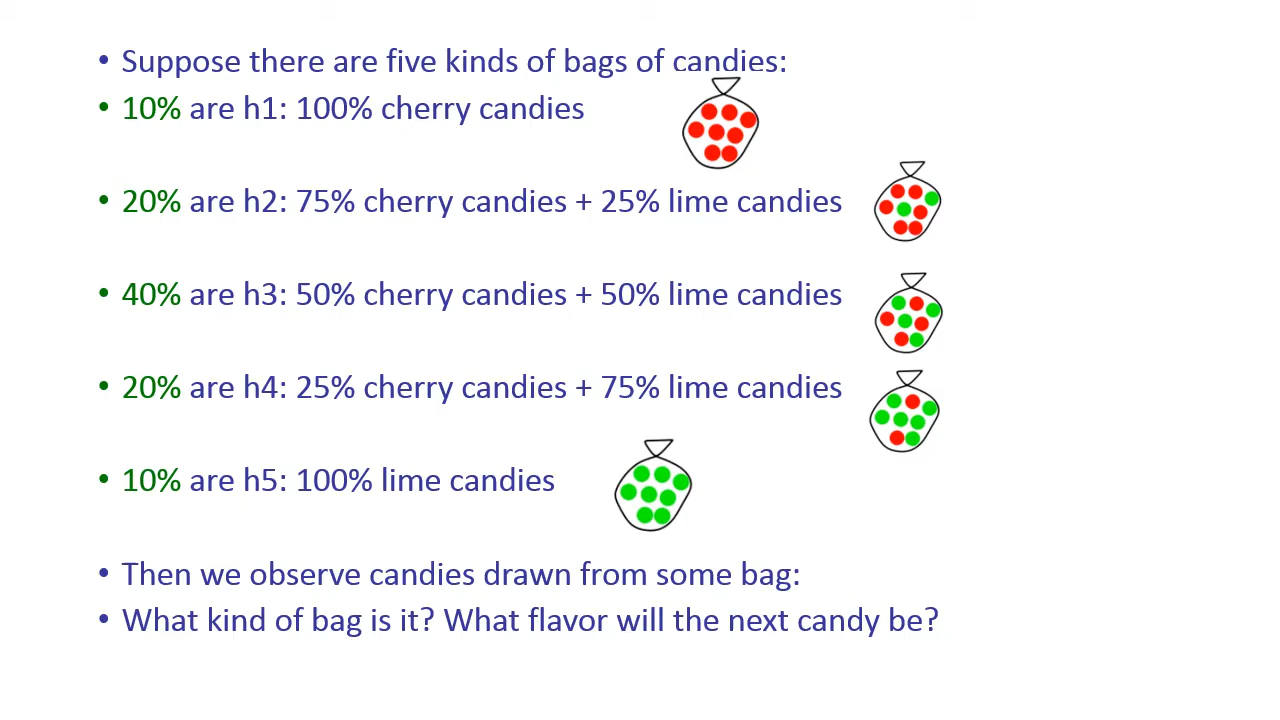 • Suppose there are five kinds of bags of candies:
• 10% are h1: 100% cherry candies
• 20% are h2: 75% cherry candies + 25% lime candies
• 40% are h3: 50% cherry candies + 50% lime candies
• 20% are h4: 25% cherry candies + 75% lime candies
• 10% are h5: 100% lime candies
• Then we observe candies drawn from some bag:
• What kind of bag is it? What flavor will the next candy be?